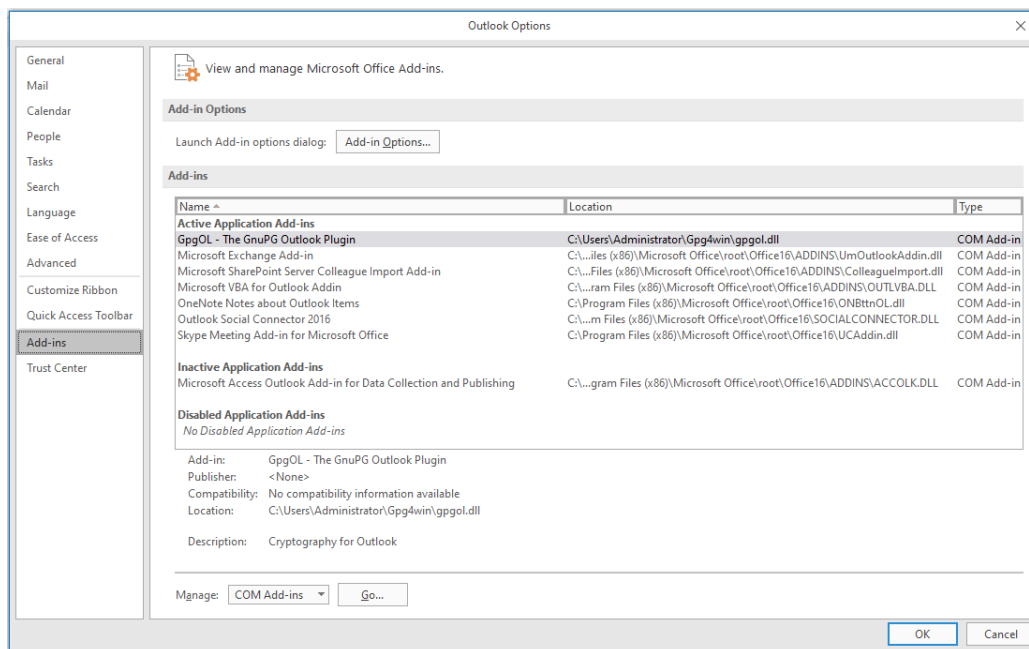 Outlook Options
General
Mail
Calendar
People
Tasks
Search
Language
Ease of Access
Advanced
Customize Ribbon
Quick Access Toolbar
Add-ins
Trust Center
View and manage Microsoft Office Add-ins.
Add-in Options
Launch Add-in options dialog: Add-in Options...
Add-ins
Name Location Type
Active Application Add-ins
GpgOL - The GnuPG Outlook Plugin C:\Users\Administrator\Gpg4win\gpgol.dll COM Add-in
Microsoft Exchange Add-in C:\...iles (x86)\Microsoft Office\root\Office16\ADDINS\UmOutlookAddin.dll COM Add-in
Microsoft SharePoint Server Colleague Import Add-in C:\...Files (x86)\Microsoft Office\root\Office16\ADDINS\ColleagueImport.dll COM Add-in
Microsoft VBA for Outlook Addin C:\...ram Files (x86)\Microsoft Office\root\Office16\ADDINS\OUTLVBA.DLL COM Add-in
OneNote Notes about Outlook Items C:\Program Files (x86)\Microsoft Office\root\Office16\ONBttnOL.dll COM Add-in
Outlook Social Connector 2016 C:\...m Files (x86)\Microsoft Office\root\Office16\SOCIALCONNECTOR.DLL COM Add-in
Skype Meeting Add-in for Microsoft Office C:\Program Files (x86)\Microsoft Office\root\Office16\UCAddin.dll COM Add-in
Inactive Application Add-ins
Microsoft Access Outlook Add-in for Data Collection and Publishing C:\...gram Files (x86)\Microsoft Office\root\Office16\ADDINS\ACCOLK.DLL COM Add-in
Disabled Application Add-ins
No Disabled Application Add-ins
Add-in: GpgOL - The GnuPG Outlook Plugin
Publisher: <None>
Compatibility: No compatibility information available
Location: C:\Users\Administrator\Gpg4win\gpgol.dll
Description: Cryptography for Outlook
Manage: COM Add-ins Go...
OK Cancel